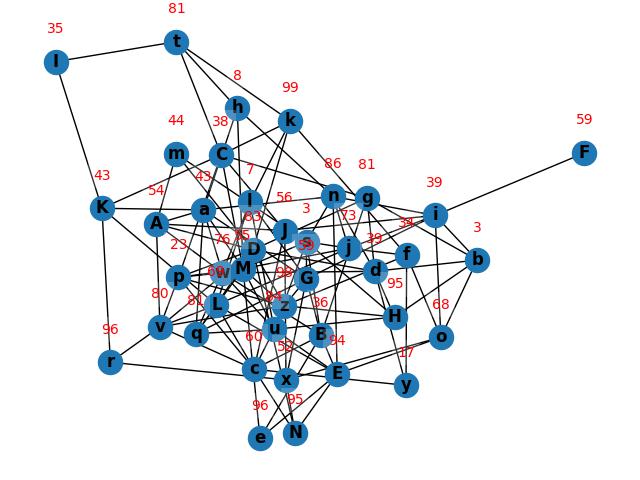 81
35
t
l
8
h
99
k
44
38
59
m
C
F
7
86
81
43
43
54
39
l
n
g
K
A
a
i
56
3
83
73
34
J
s
23
76
75
59
39
3
D
j
f
b
p
w
M
d
69
98
G
95
80
81
84
36
68
L
z
H
96
v
q
u
B
o
60
52
94
17
r
c
x
E
y
96
95
e
N